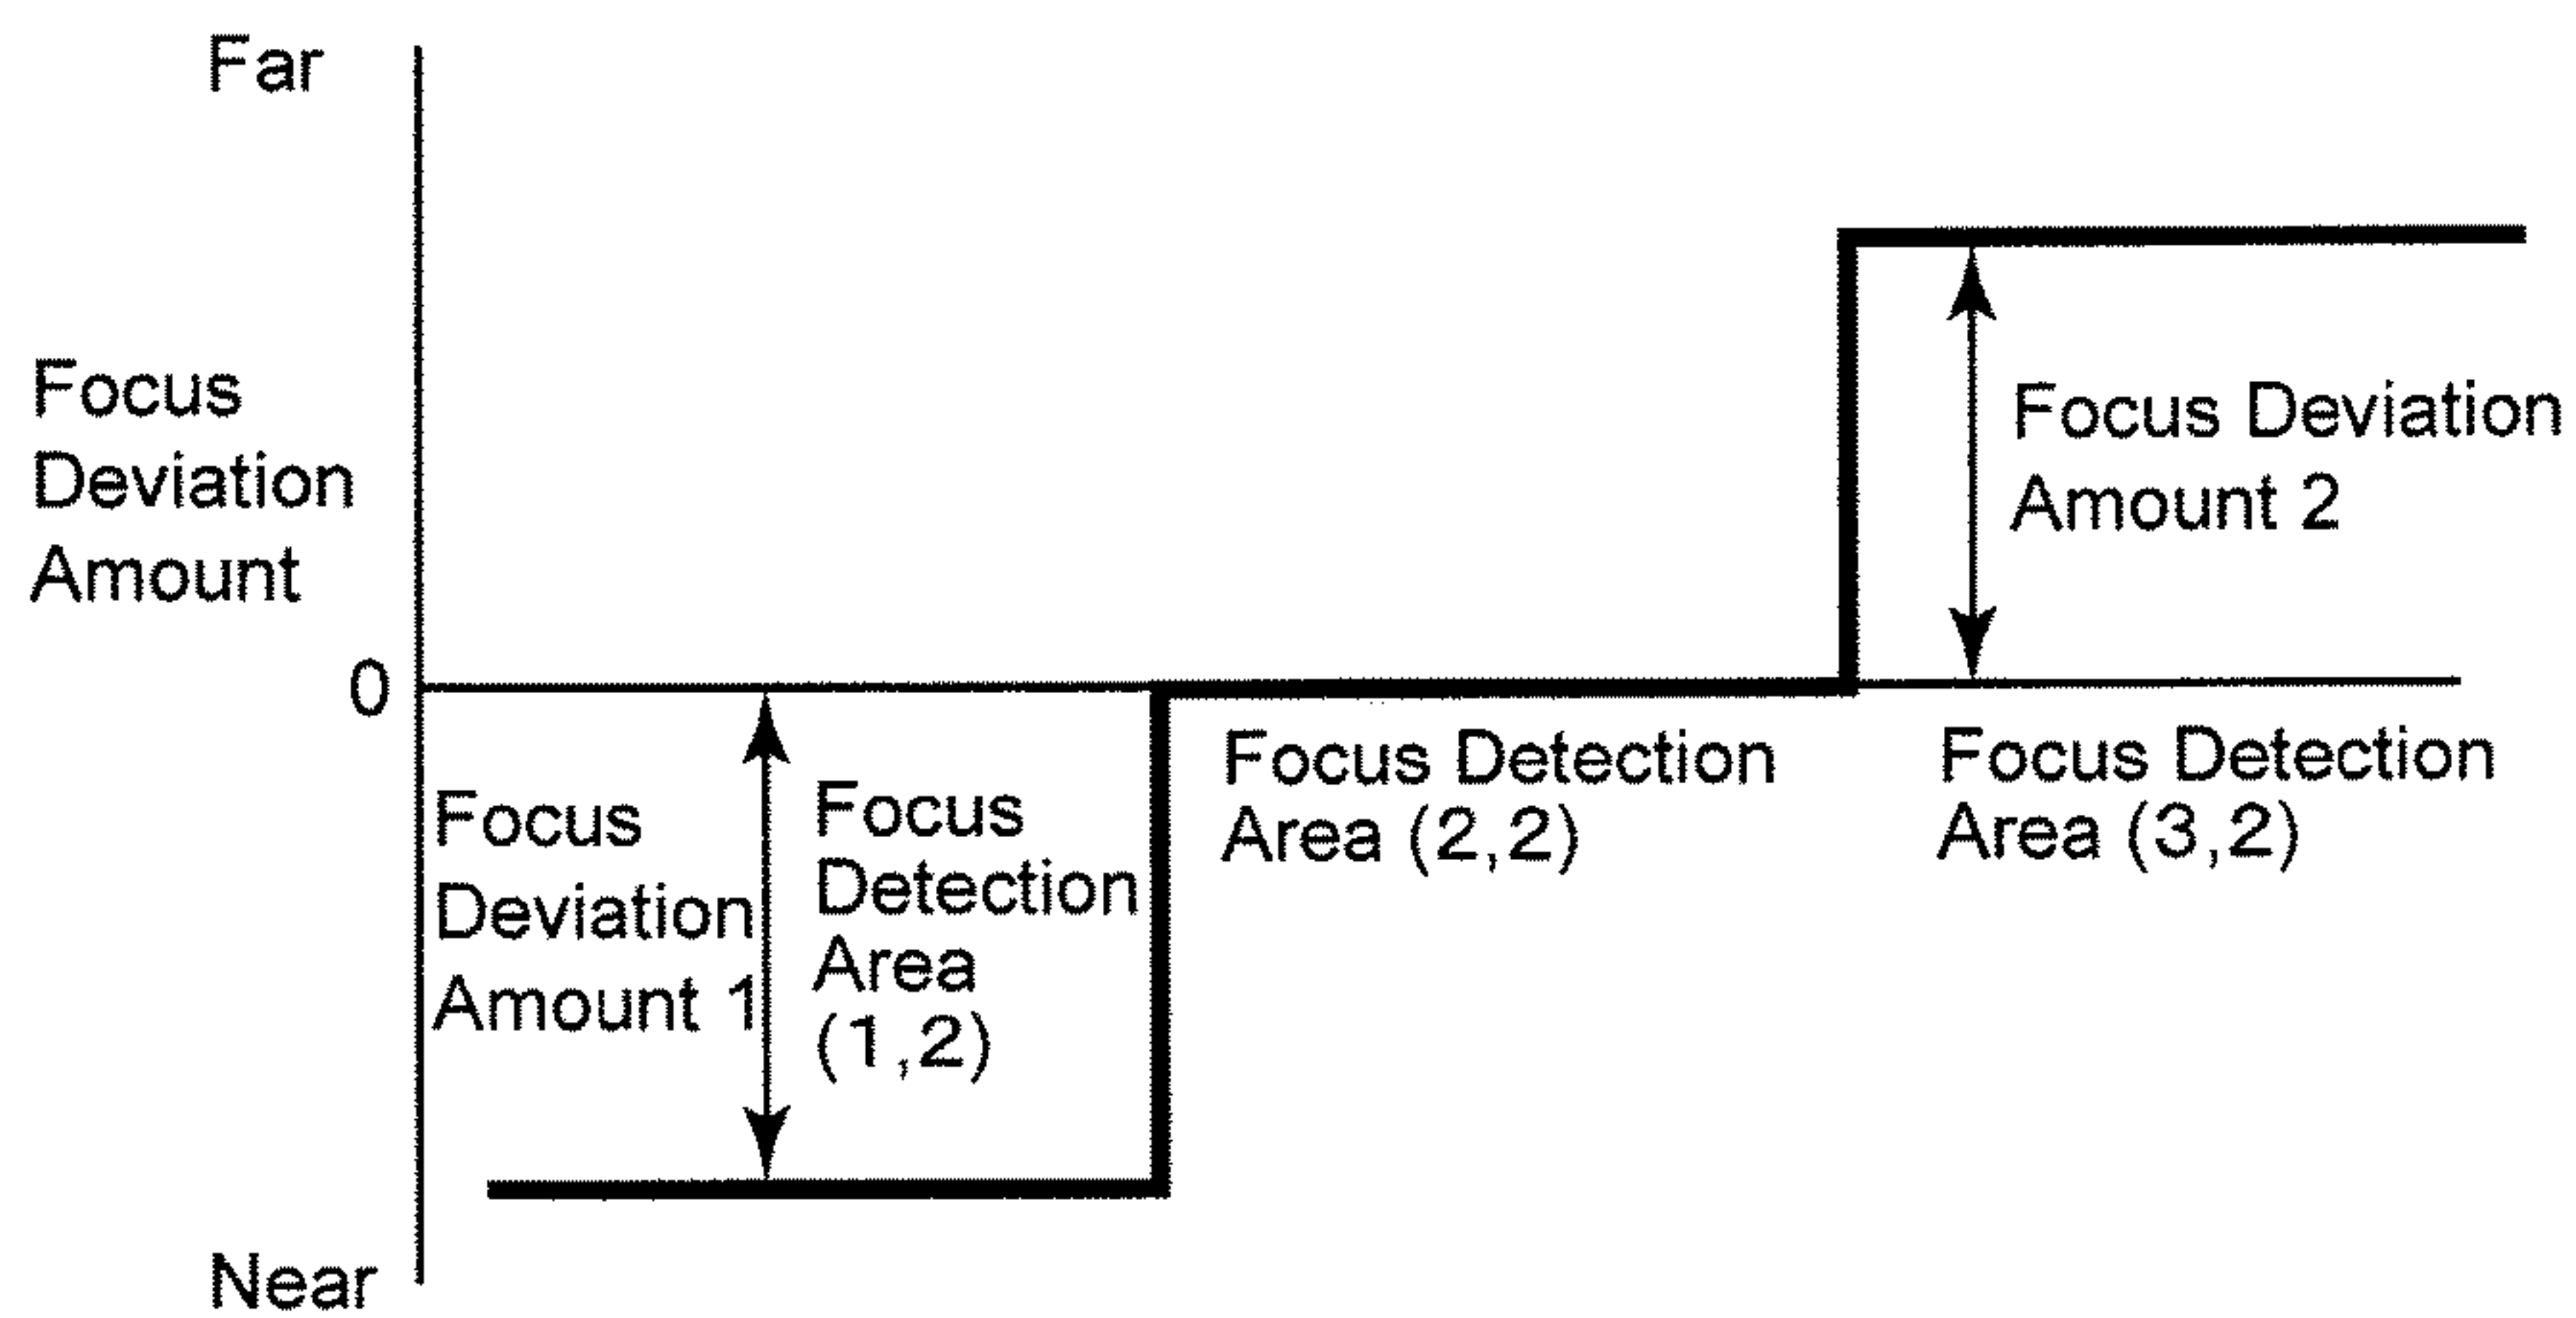 Far
Focus
Deviation
Amount
0
Near
Focus
Deviation
Amount 1
Focus
Detection
Area
(1,2)
Focus Detection
Area (2,2)
Focus Deviation
Amount 2
Focus Detection
Area (3,2)